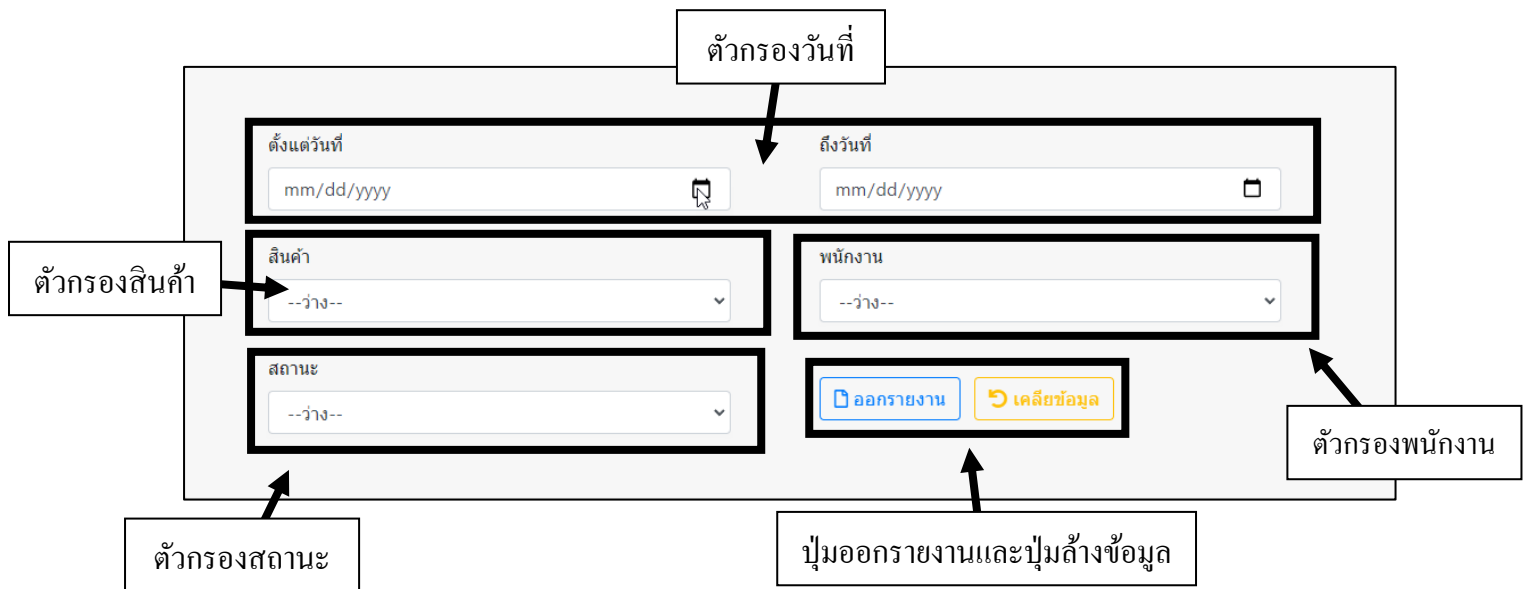 ตัวกรองวันที่
ตั้งแต่วันที่
ถึงวันที่
mm/dd/yyyy
mm/dd/yyyy
สินค้า
พนักงาน
ตัวกรองสินค้า
--ว่าง--
--ว่าง--
สถานะ
--ว่าง--
ออกรายงาน
เคลียข้อมูล
ตัวกรองพนักงาน
ตัวกรองสถานะ
ปุ่มออกรายงานและปุ่มล้างข้อมูล